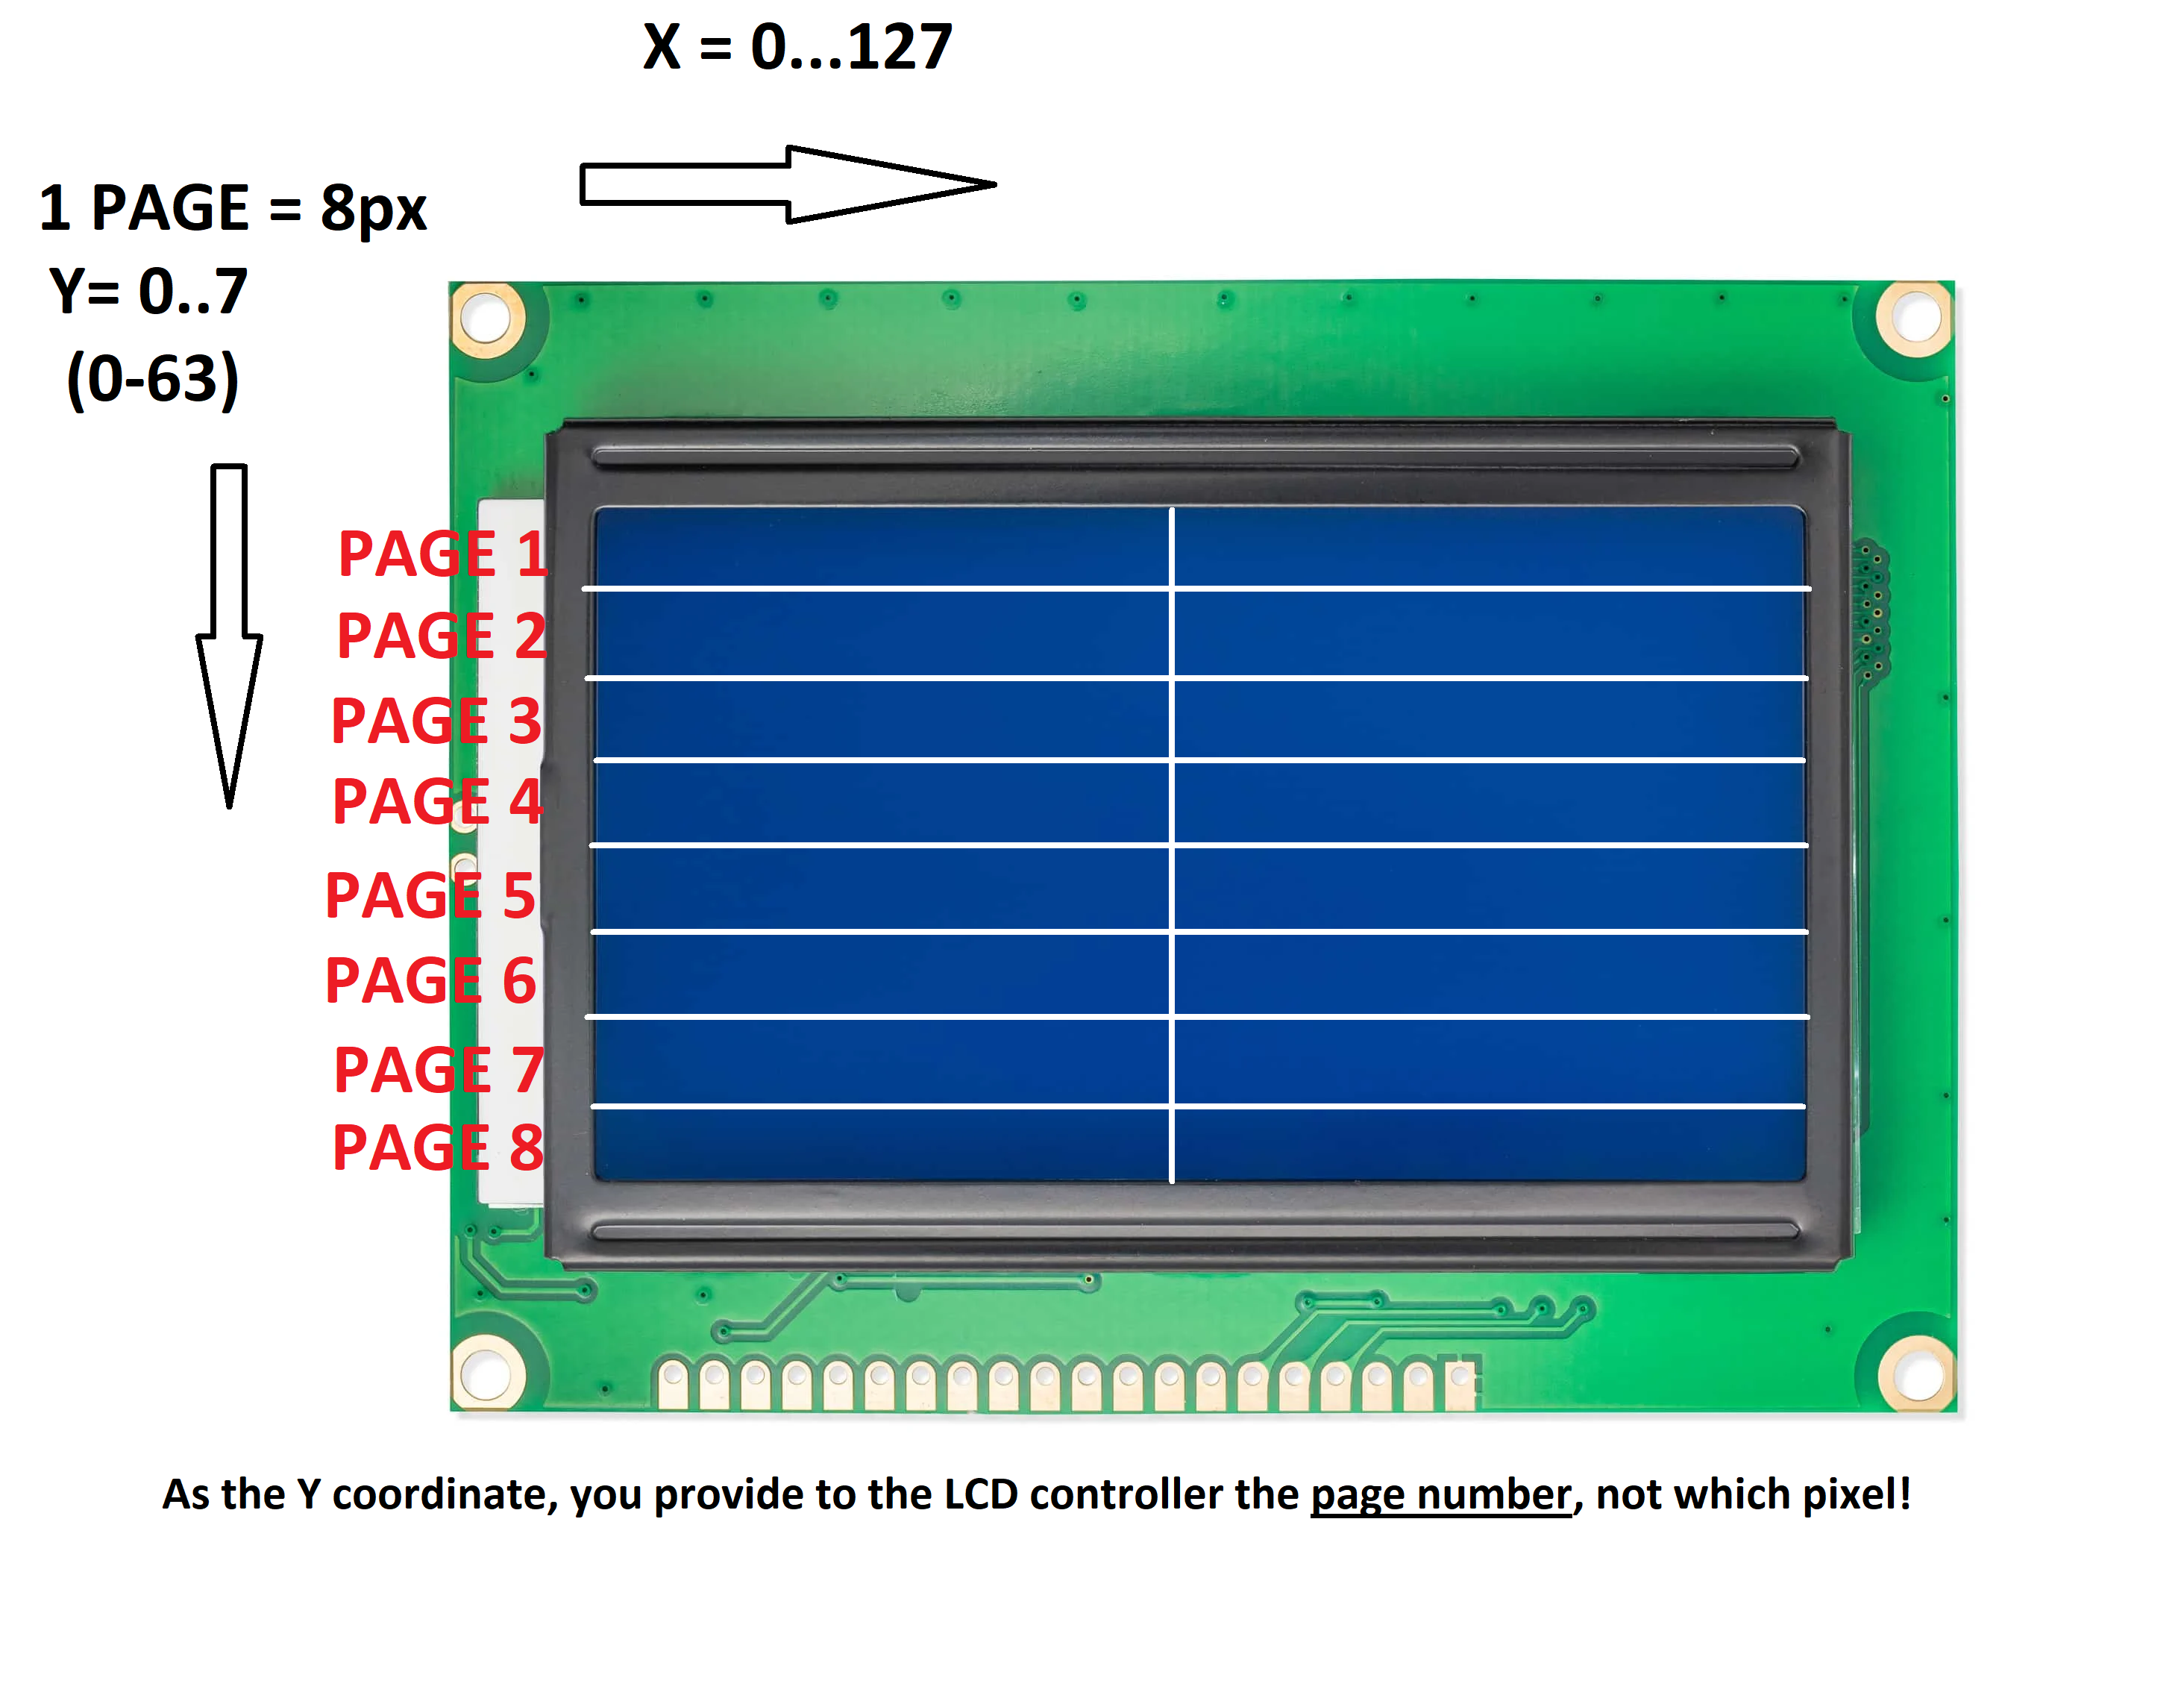 X = 0...127
1 PAGE = 8px
Y= 0..7
(0-63)
PAGE 1
PAGE 2
PAGE 3
PAGE 4
PAGE 5
PAGE 6
PAGE 7
PAGE 8
As the Y coordinate, you provide to the LCD controller the page number, not which pixel!